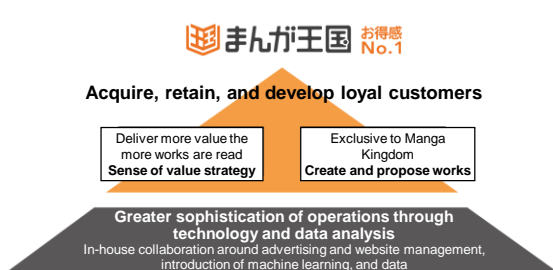 まんが王国 お得感
No.1
Acquire, retain, and develop loyal customers
Deliver more value the
more works are read
Sense of value strategy
Exclusive to Manga
Kingdom
Create and propose works
Greater sophistication of operations through
technology and data analysis
In-house collaboration around advertising and website management,
introduction of machine learning, and data